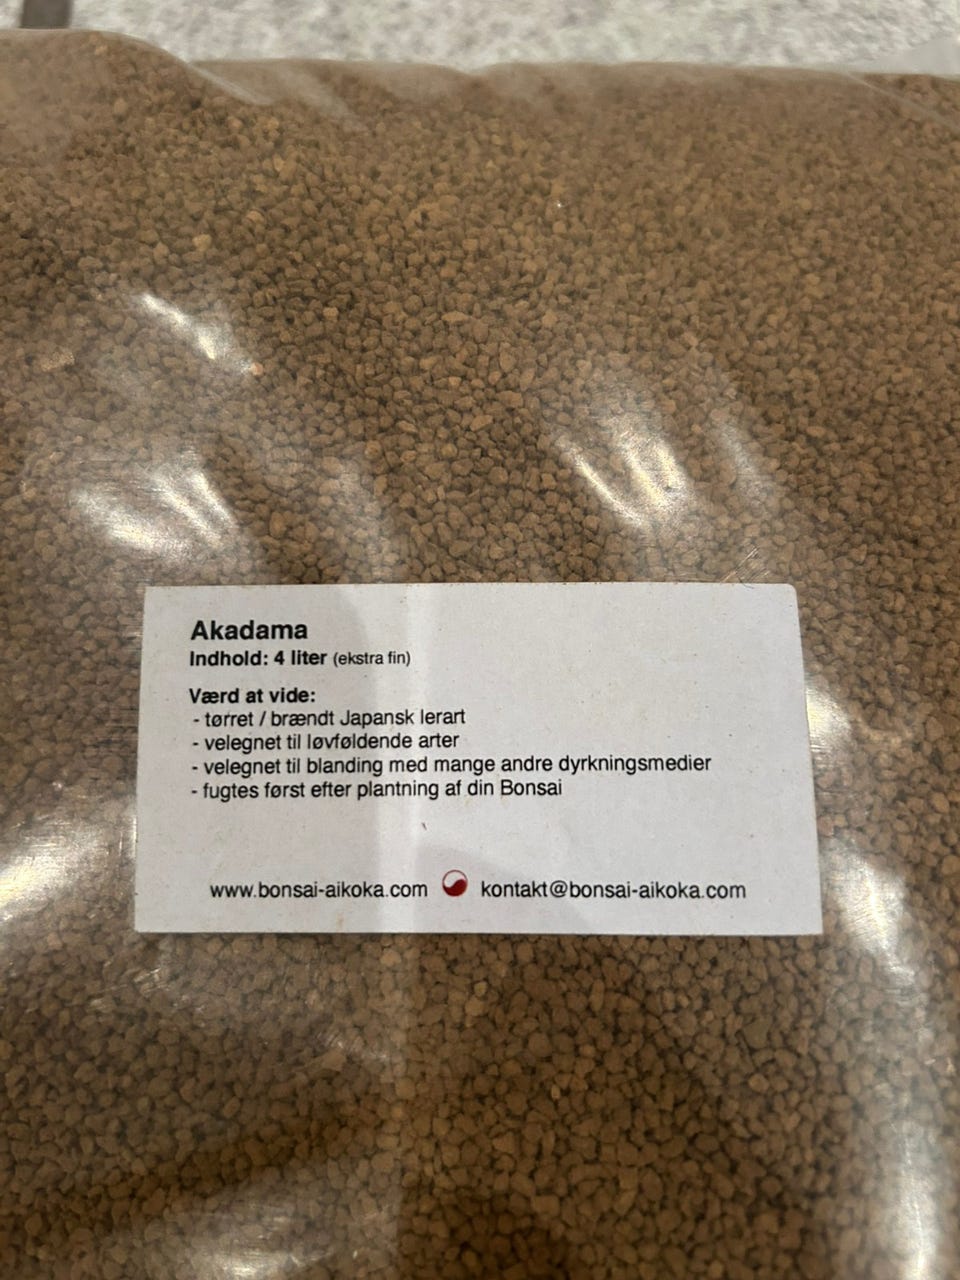 Akadama
Indhold: 4 liter (ekstra fin)
Værd at vide:
- tørret / brændt Japansk lerart
- velegnet til løvføldende arter
- velegnet til blanding med mange andre dyrkningsmedier
- fugtes først efter plantning af din Bonsai
www.bonsai-aikoka.com kontakt@bonsai-aikoka.com